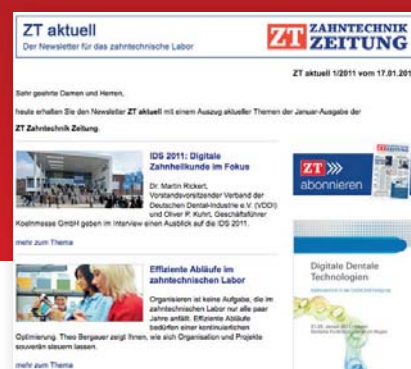 ZT aktuell
Der Newsletter für das zahntechnische Labor
ZT ZAHNTECHNIK
ZEITUNG
ZT aktuell 1/2011 vom 17.01.201
Sehr geehrte Damen und Herren,
heute erhalten Sie den Newsletter ZT aktuell mit einem Auszug aktueller Themen der Januar-Ausgabe der
ZT Zahntechnik Zeitung.
IDS 2011: Digitale
Zahnheilkunde im Fokus
Dr. Martin Rickert,
Vorstandsvorsitzender Verband der
Deutschen Dental-Industrie e.V. (VDDI)
und Oliver P. Kuhrt, Geschäftsführer
Koelnmesse GmbH geben im Interview einen Ausblick auf die IDS 2011.
mehr zum Thema
Effiziente Abläufe im
zahntechnischen Labor
Organisieren ist keine Aufgabe, die im
zahntechnischen Labor nur alle paar
Jahre anfällt. Effiziente Abläufe
bedürfen einer kontinuierlichen
Optimierung. Theo Bergauer zeigt Ihnen, wie sich Organisation und Projekte
souverän steuern lassen.
mehr zum Thema
ZT
abonnieren
Digitale Dentale
Technologien